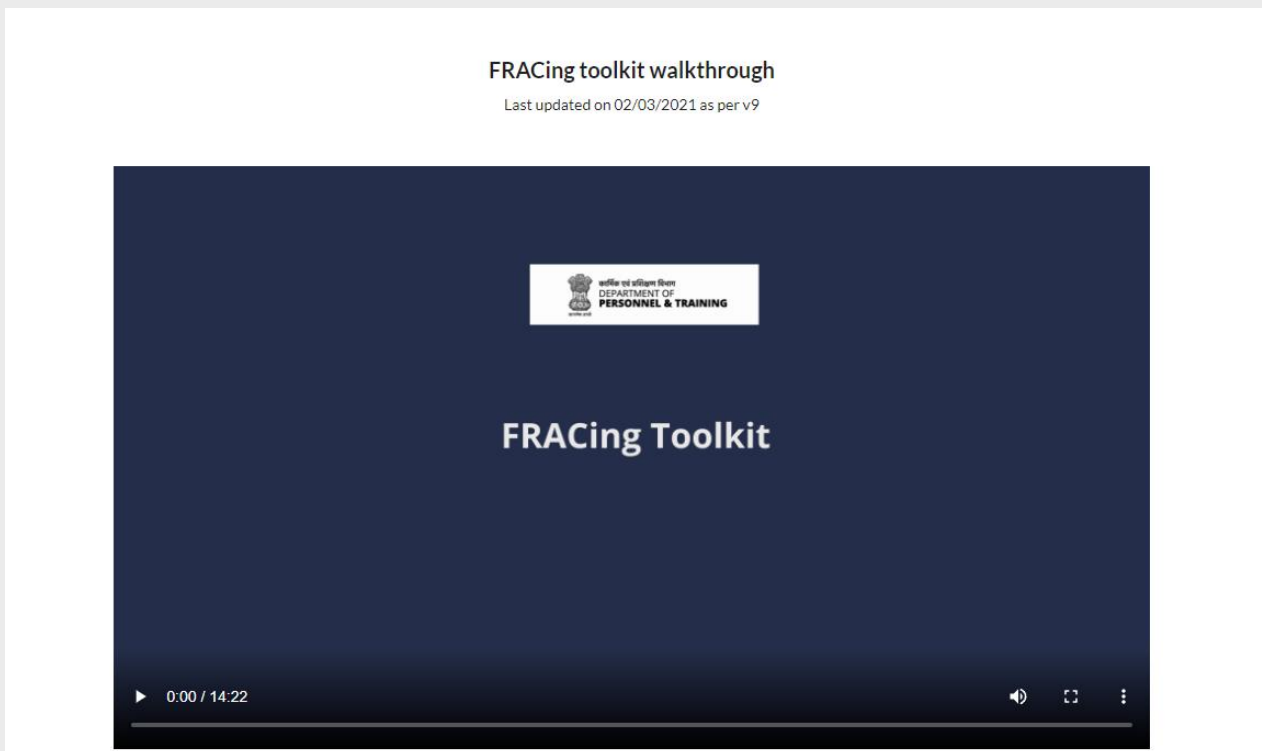 FRACing toolkit walkthrough
Last updated on 02/03/2021 as per v9
कार्मिक एवं प्रशिक्षण विभाग
DEPARTMENT OF
PERSONNEL & TRAINING
FRACing Toolkit
0:00 / 14:22